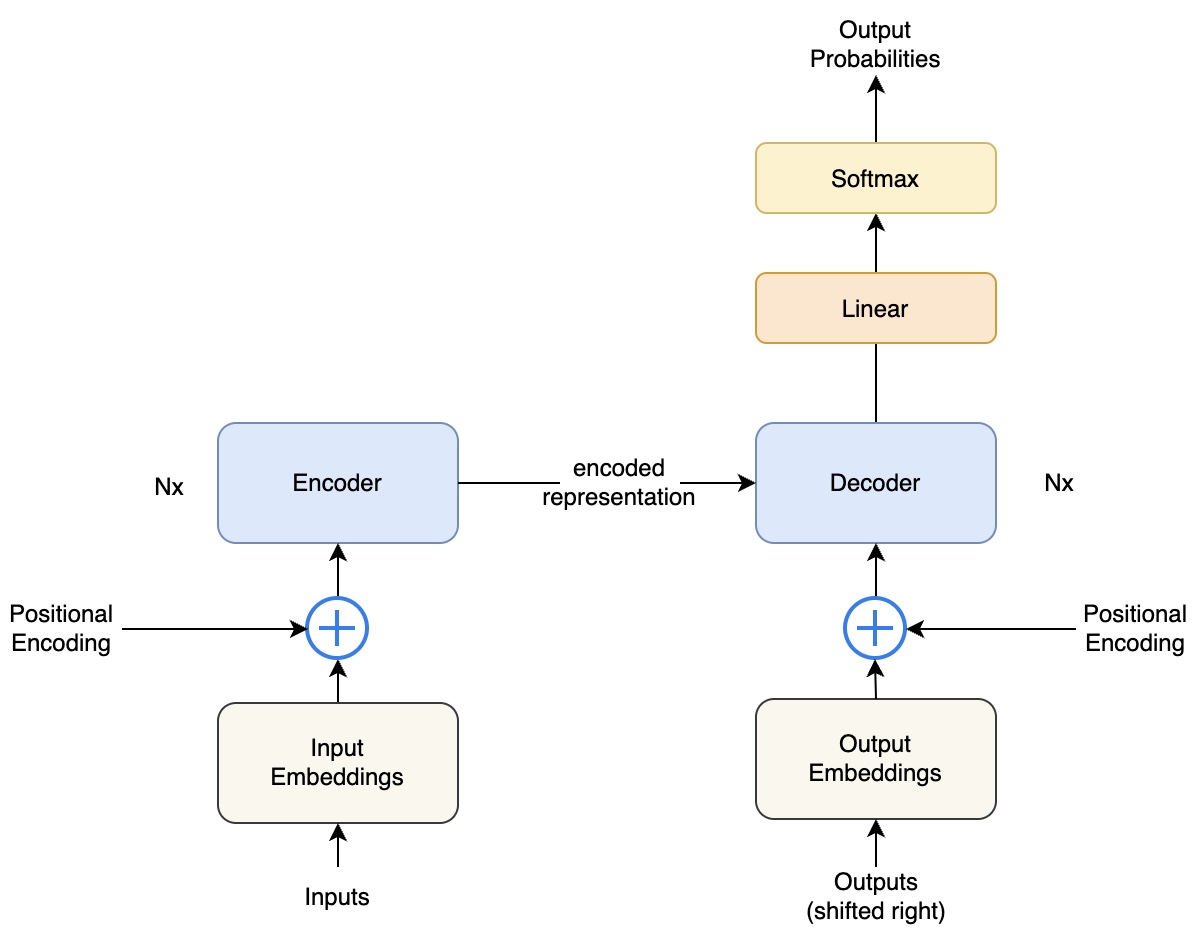 Output
Probabilities
Softmax
Linear
Nx
Encoder
encoded
representation
Decoder
Nx
Positional
Encoding
Positional
Encoding
Input
Embeddings
Output
Embeddings
Inputs
Outputs
(shifted right)